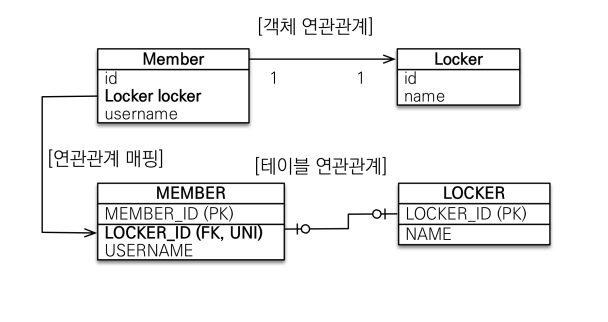 [객체 연관관계]
Member
Locker
id
Locker locker
username
1
1
id
name
[연관관계 매핑]
[테이블 연관관계]
MEMBER
MEMBER_ID (PK)
LOCKER_ID (FK, UNI)
USERNAME
LOCKER
LOCKER_ID (PK)
NAME